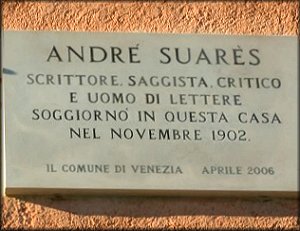 ANDRÉ SUARÈS
SCRITTORE, SAGGISTA, CRITICO
E UOMO DI LETTERE
SOGGIORNÒ IN QUESTA CASA
NEL NOVEMBRE 1902.
IL COMUNE DI VENEZIA APRILE 2006